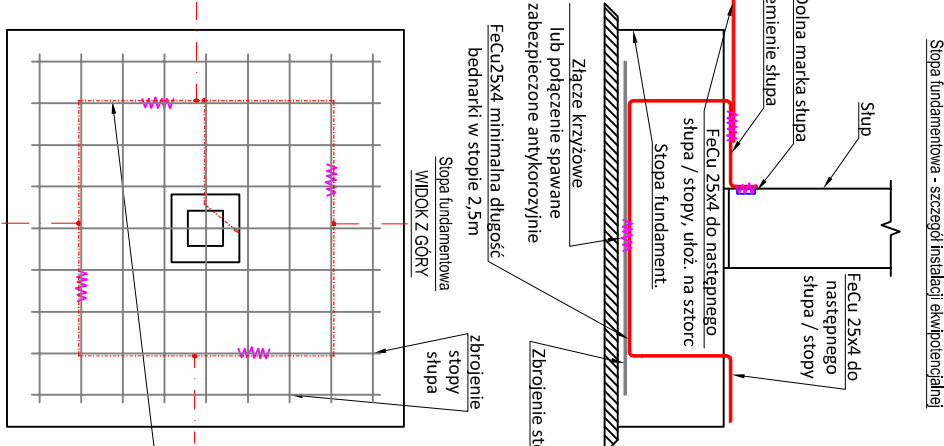 Stopa fundamentowa - szczegół instalacji ekwipotencjalnej
Słup
Dolna marka słupa
emienie słupa
FeCu 25x4 do
następnego
słupa / stopy
FeCu 25x4 do następnego
słupa / stopy, ułoż. na sztorc
Stopa fundament.
Złącze krzyżowe
lub połączenie spawane
zabezpieczone antykorozyjnie
FeCu25x4 minimalna długość
bednarki w stopie 2,5m
Zbrojenie sto
Stopa fundamentowa
WIDOK Z GÓRY
zbrojenie
stopy
słupa